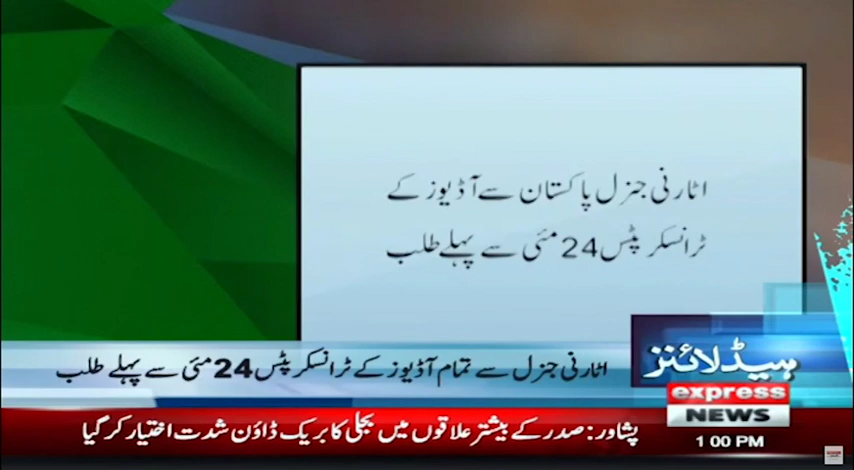 اٹارنی جنرل پاکستان سے آڈیوز کے
ٹرانسکرپٹس 24 مئی سے پہلے طلب
ہیڈلائنز
اٹارنی جنرل سے تمام آڈیوز کے ٹرانسکرپٹس 24 مئی سے پہلے طلب
express
NEWS
پشاور: صدر کے بیشتر علاقوں میں بجلی کا بریک ڈاؤن شدت اختیار کر گیا
1:00 PM